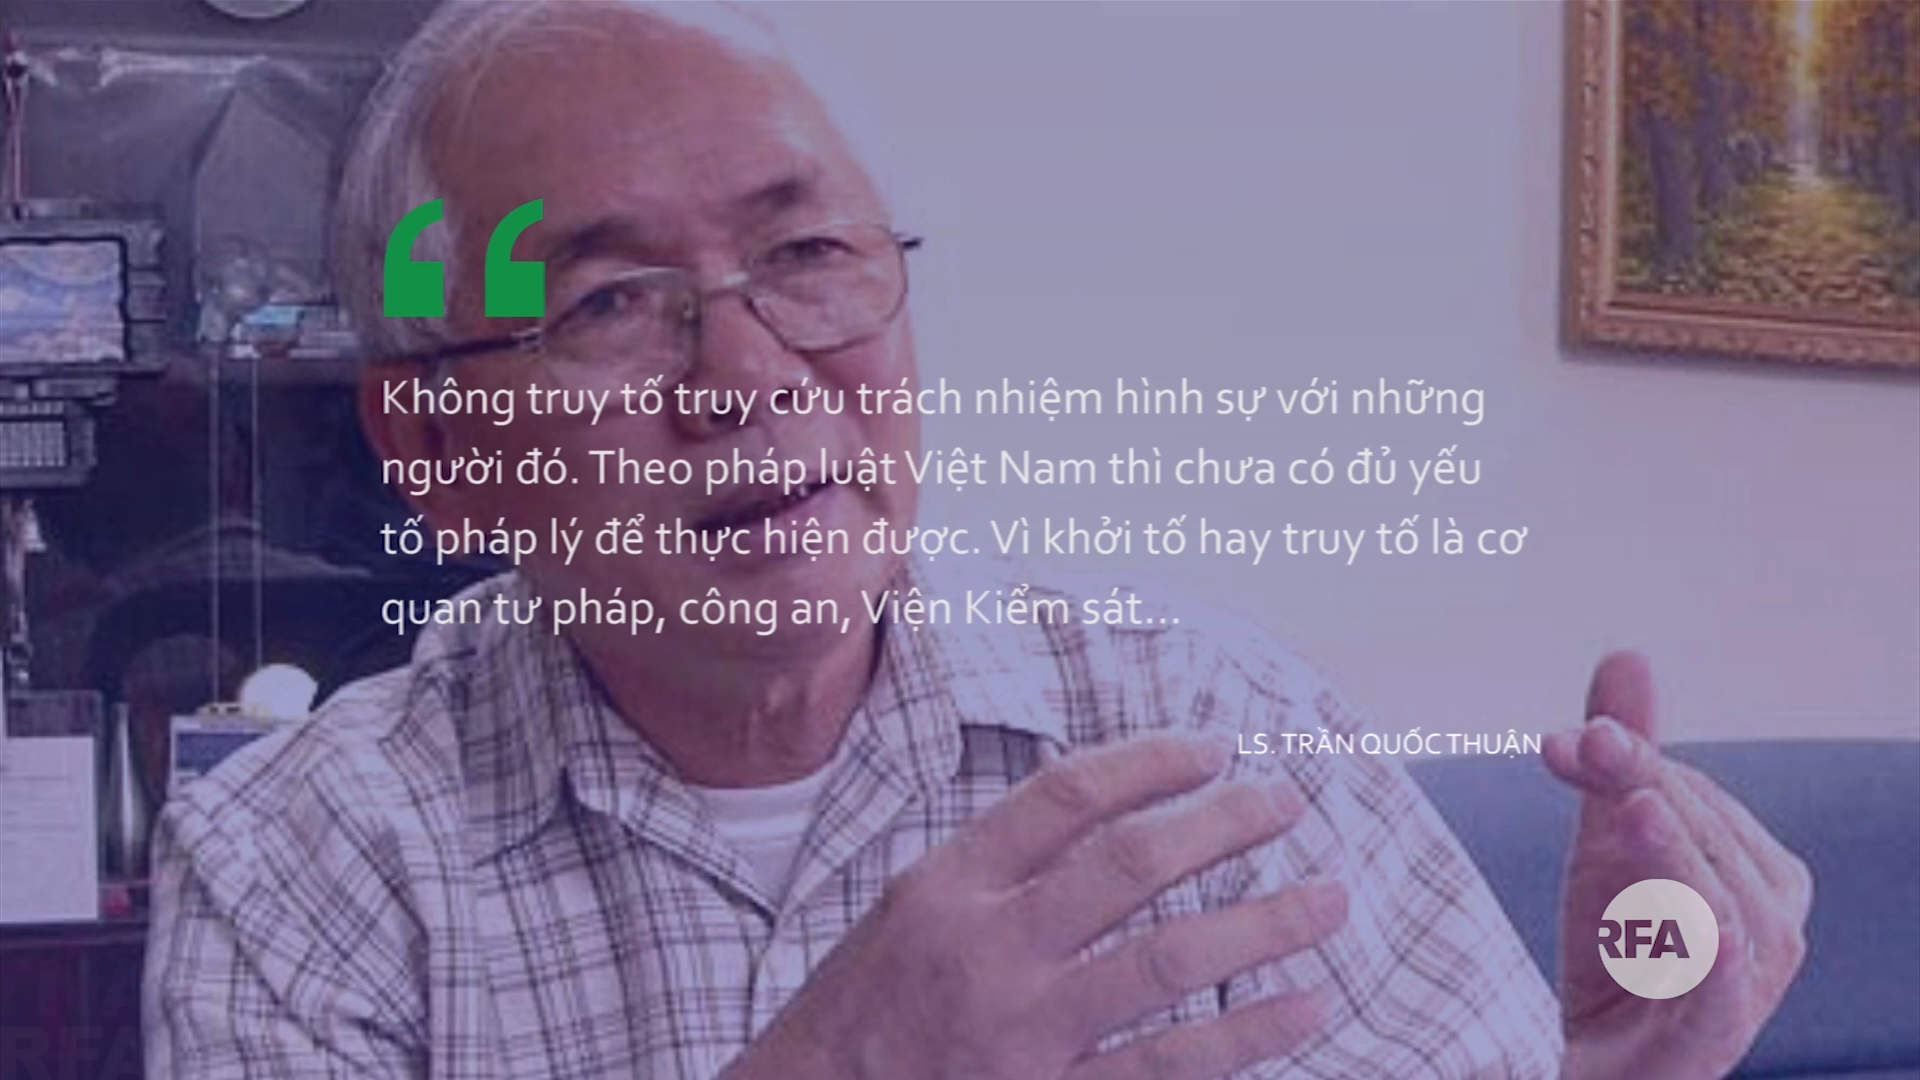 Không truy tố truy cứu trách nhiệm hình sự với những
người đó. Theo pháp luật Việt Nam thì chưa có đủ yếu
tố pháp lý để thực hiện được. Vì khởi tố hay truy tố là cơ
quan tư pháp, công an, Viện Kiểm sát...
LS. TRẦN QUỐC THUẬN
RFA
RFA